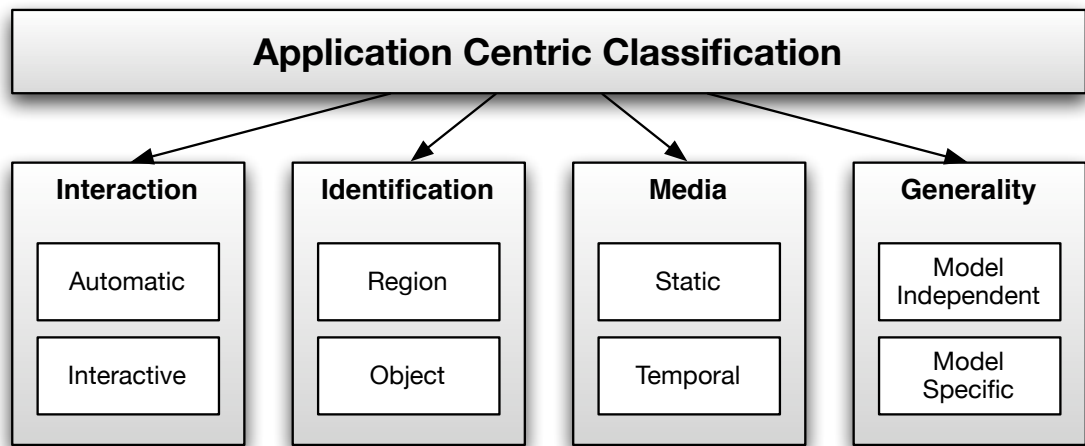 Application Centric Classification
Interaction
Automatic
Interactive
Identification
Region
Object
Media
Static
Temporal
Generality
Model
Independent
Model
Specific